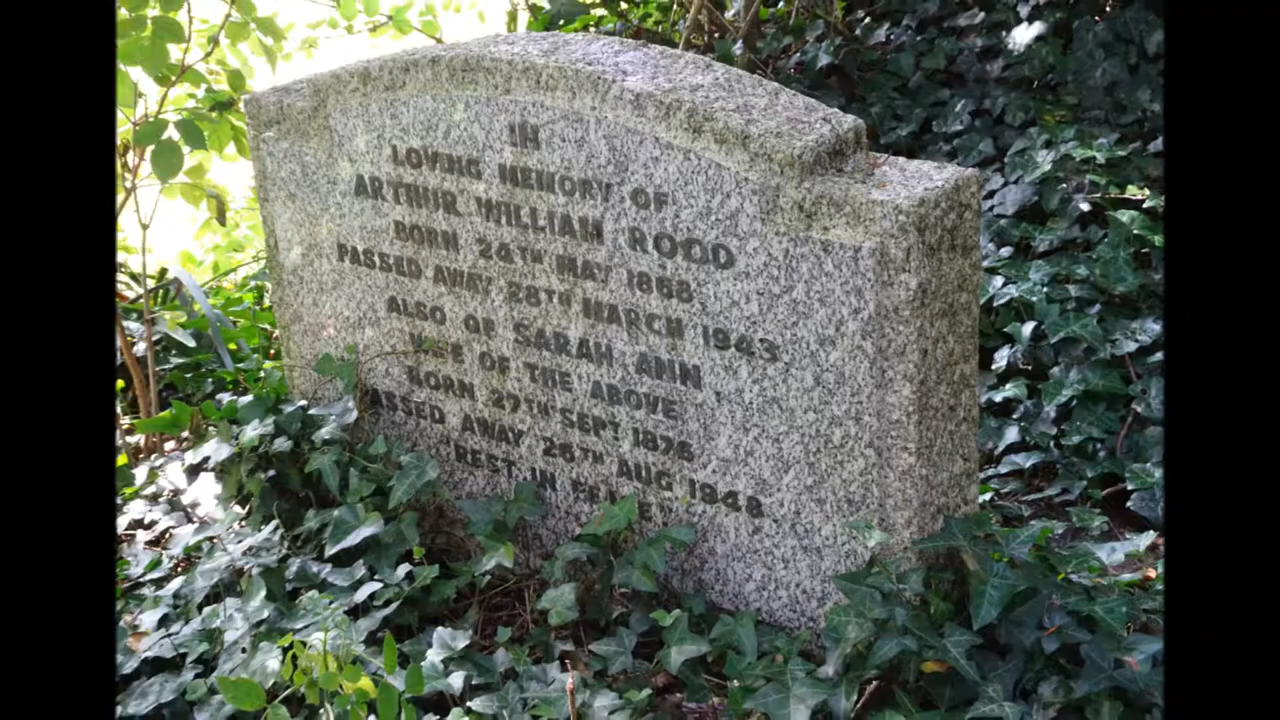 IN
LOVING MEMORY OF
ARTHUR WILLIAM ROOD
BORN 24TH MAY 1868
PASSED AWAY 28TH MARCH 1943
ALSO OF SARAH ANN
WIFE OF THE ABOVE
BORN 27TH SEPT 1876
PASSED AWAY 26TH AUG 1948
REST IN